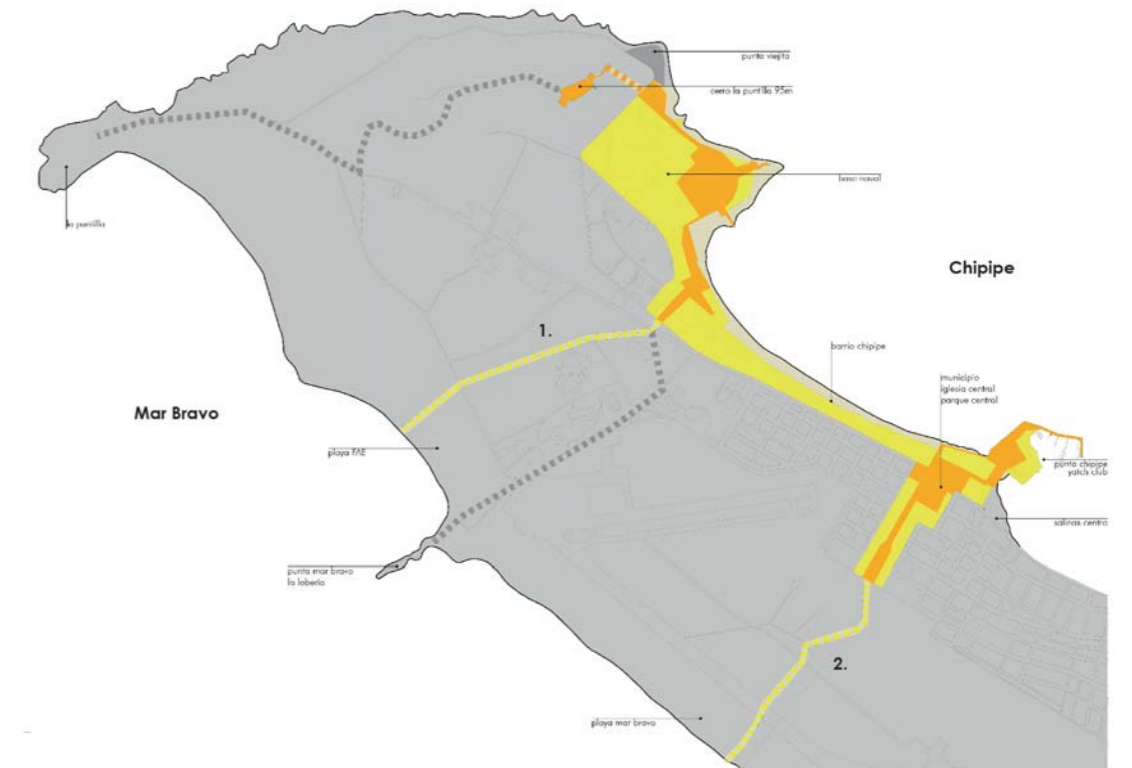 punta viejita
cerro la puntilla 95m
base naval
la puntilla
Chipipe
1.
barrio chipipe
municipio
iglesia central
parque central
Mar Bravo
playa FAE
punta chipipe
yatch club
salinas centro
punta mar bravo
la loberia
2.
playa mar bravo